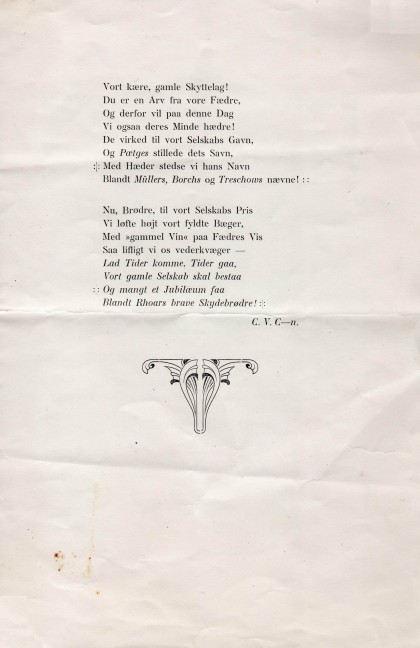 Vort kære, gamle Skyttelag!
Du er en Arv fra vore Fædre,
Og derfor vil paa denne Dag
Vi ogsaa deres Minde hædre!
De virked til vort Selskabs Gavn,
Og Pætges stillede dets Savn,
:|: Med Hæder stedse vi hans Navn
Blandt Müllers, Borchs og Treschows nævne! :|:
Nu, Brødre, til vort Selskabs Pris
Vi løfte højt vort fyldte Bæger,
Med »gammel Vin« paa Fædres Vis
Saa lifligt vi os vederkvæger —
Lad Tider komme, Tider gaa,
Vort gamle Selskab skal bestaa
:|: Og mangt et Jubilæum faa
Blandt Rhoars brave Skydebrødre! :|:
C. V. C—n.